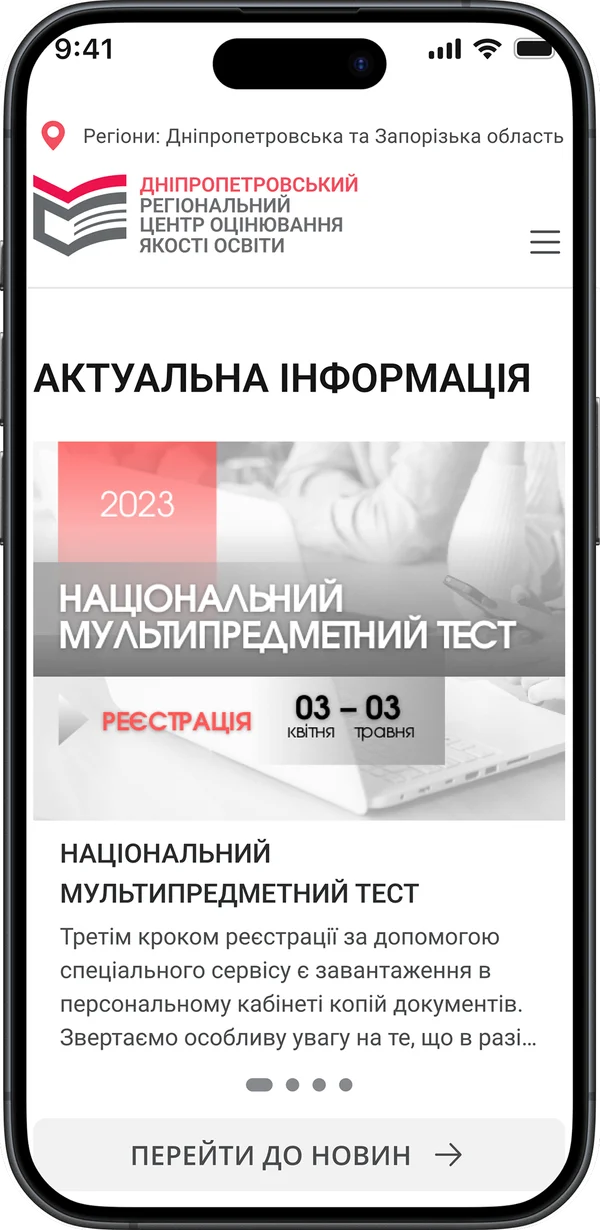 9:41
Регіони: Дніпропетровська та Запорізька область
ДНІПРОПЕТРОВСЬКИЙ
РЕГІОНАЛЬНИЙ
ЦЕНТР ОЦІНЮВАННЯ
ЯКОСТІ ОСВІТИ
АКТУАЛЬНА ІНФОРМАЦІЯ
2023
НАЦІОНАЛЬНИЙ
МУЛЬТИПРЕДМЕТНИЙ ТЕСТ
РЕЄСТРАЦІЯ
03 – 03
квітня травня
НАЦІОНАЛЬНИЙ
МУЛЬТИПРЕДМЕТНИЙ ТЕСТ
Третім кроком реєстрації за допомогою
спеціального сервісу є завантаження в
персональному кабінеті копій документів.
Звертаємо особливу увагу на те, що в разі...
ПЕРЕЙТИ ДО НОВИН →